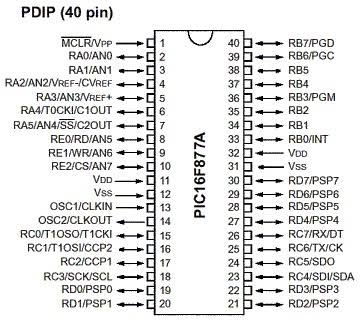 PDIP (40 pin)
MCLR/VPP 1 40 RB7/PGD
RA0/AN0 2 39 RB6/PGC
RA1/AN1 3 38 RB5
RA2/AN2/VREF-/CVREF 4 37 RB4
RA3/AN3/VREF+ 5 36 RB3/PGM
RA4/T0CKI/C1OUT 6 35 RB2
RA5/AN4/SS/C2OUT 7 34 RB1
RE0/RD/AN5 8 33 RB0/INT
RE1/WR/AN6 9 32 VDD
RE2/CS/AN7 10 31 VSS
VDD 11 30 RD7/PSP7
VSS 12 29 RD6/PSP6
OSC1/CLKIN 13 28 RD5/PSP5
OSC2/CLKOUT 14 27 RD4/PSP4
RC0/T1OSO/T1CKI 15 26 RC7/RX/DT
RC1/T1OSI/CCP2 16 25 RC6/TX/CK
RC2/CCP1 17 24 RC5/SDO
RC3/SCK/SCL 18 23 RC4/SDI/SDA
RD0/PSP0 19 22 RD3/PSP3
RD1/PSP1 20 21 RD2/PSP2
PIC16F877A